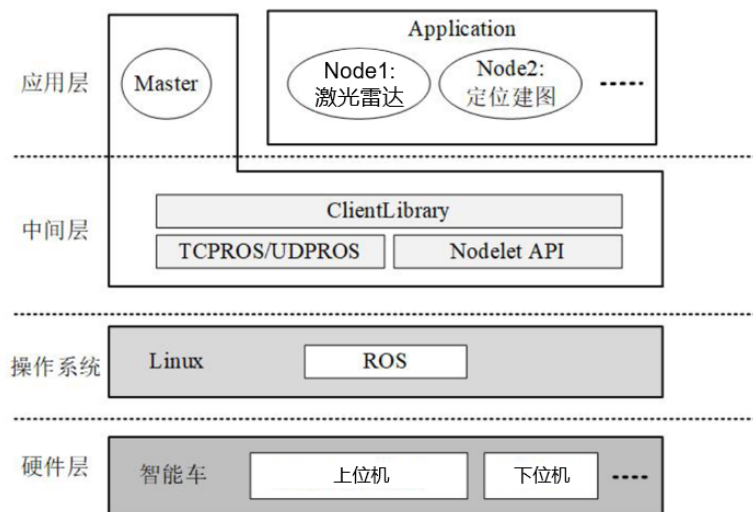 Application
应用层
Master
Node1:
激光雷达
Node2:
定位建图
中间层
ClientLibrary
TCPROS/UDPROS
Nodelet API
操作系统
Linux
ROS
硬件层
智能车
上位机
下位机